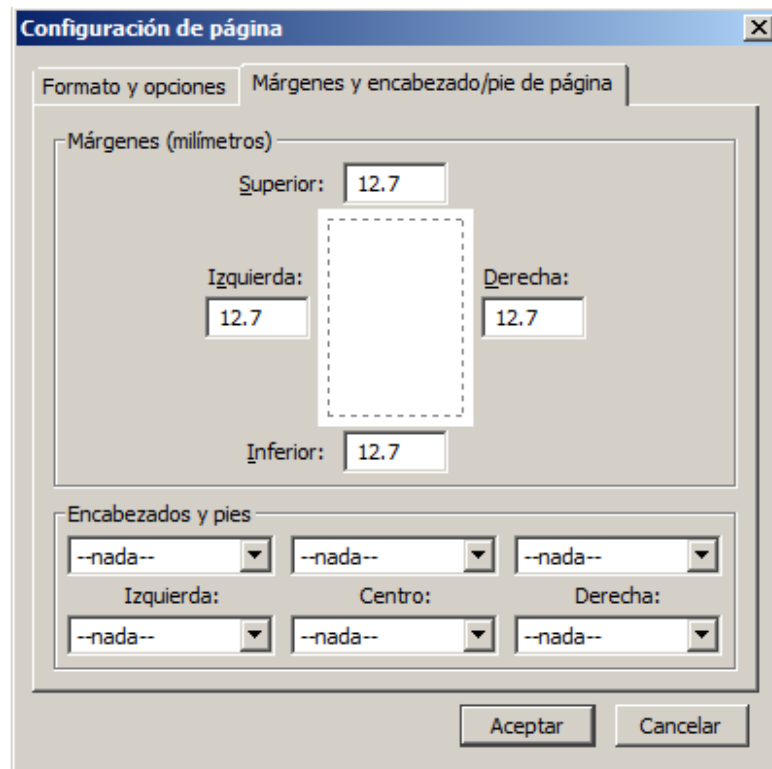 Configuración de página
Formato y opciones Márgenes y encabezado/pie de página
Márgenes (milímetros)
Superior: 12.7
Izquierda: Derecha:
12.7 12.7
Inferior: 12.7
Encabezados y pies
--nada-- --nada-- --nada--
Izquierda: Centro: Derecha:
--nada-- --nada-- --nada--
Aceptar Cancelar